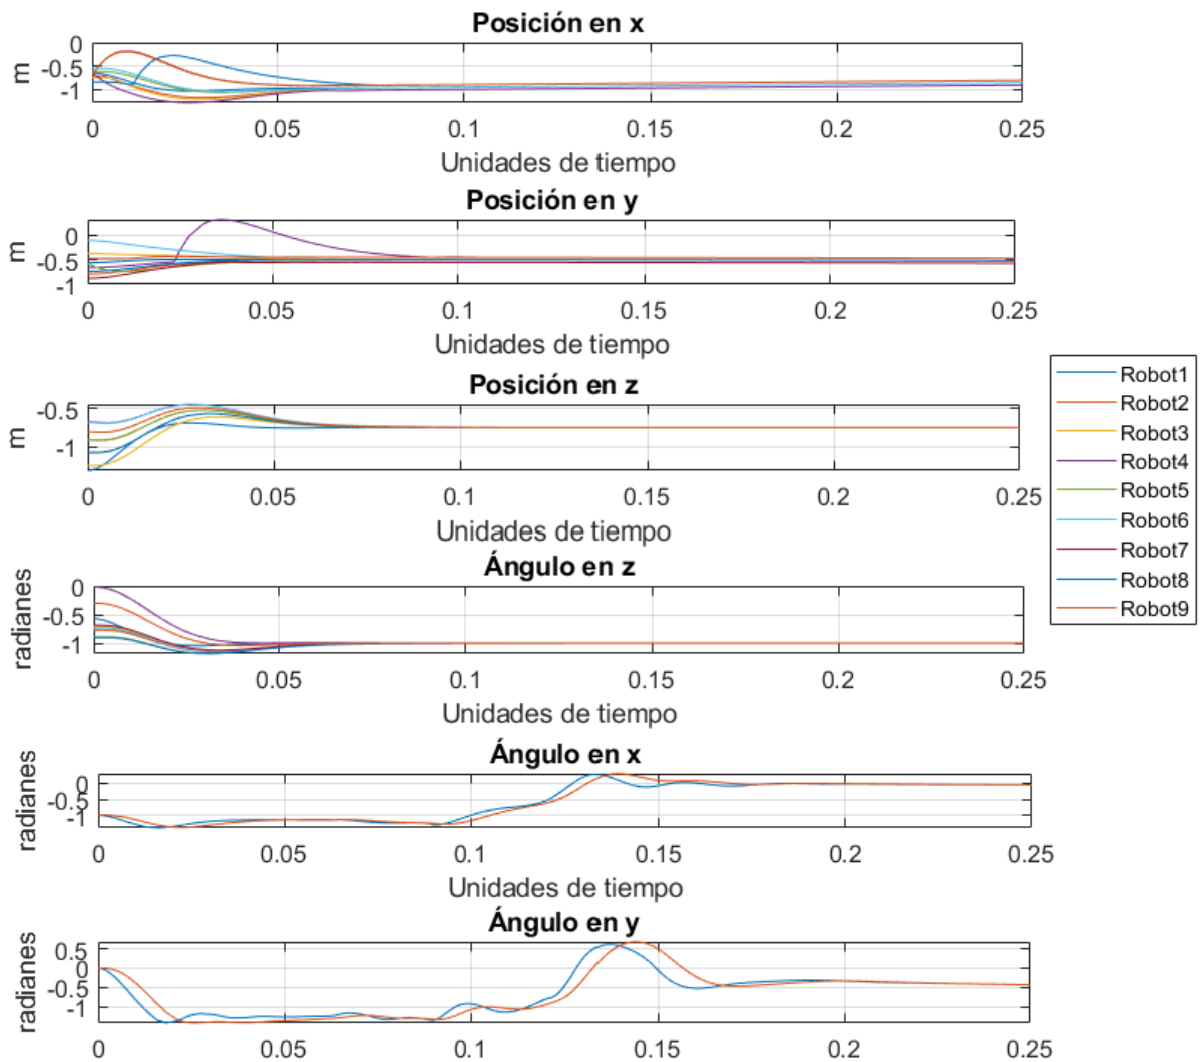 Posición en x
0
-0.5
-1
m
0 0.05 0.1 0.15 0.2 0.25
Unidades de tiempo
Posición en y
0
-0.5
-1
m
0 0.05 0.1 0.15 0.2 0.25
Unidades de tiempo
Posición en z
-0.5
-1
m
0 0.05 0.1 0.15 0.2 0.25
Unidades de tiempo
Ángulo en z
0
-0.5
-1
radianes
0 0.05 0.1 0.15 0.2 0.25
Unidades de tiempo
Ángulo en x
0
-0.5
-1
radianes
0 0.05 0.1 0.15 0.2 0.25
Unidades de tiempo
Ángulo en y
0.5
0
-0.5
-1
radianes
0 0.05 0.1 0.15 0.2 0.25
Robot1
Robot2
Robot3
Robot4
Robot5
Robot6
Robot7
Robot8
Robot9